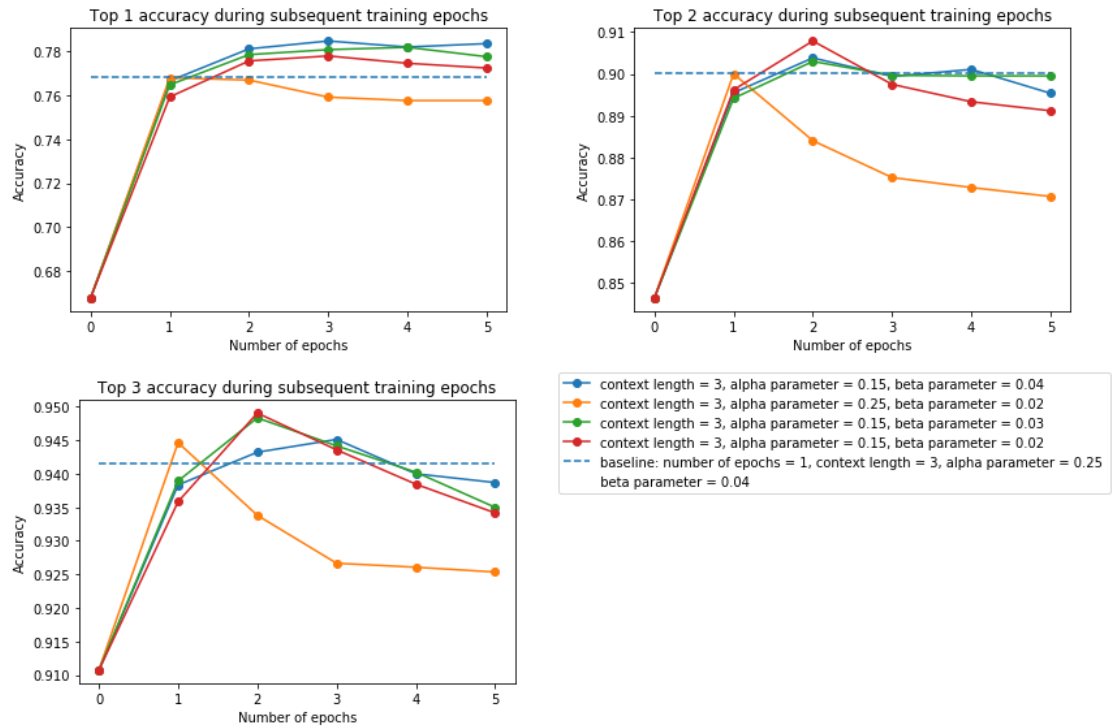 Top 1 accuracy during subsequent training epochs
Accuracy
0.78
0.76
0.74
0.72
0.70
0.68
0 1 2 3 4 5
Number of epochs
Top 2 accuracy during subsequent training epochs
Accuracy
0.91
0.90
0.89
0.88
0.87
0.86
0.85
0 1 2 3 4 5
Number of epochs
Top 3 accuracy during subsequent training epochs
Accuracy
0.950
0.945
0.940
0.935
0.930
0.925
0.920
0.915
0.910
0 1 2 3 4 5
Number of epochs
context length = 3, alpha parameter = 0.15, beta parameter = 0.04
context length = 3, alpha parameter = 0.25, beta parameter = 0.02
context length = 3, alpha parameter = 0.15, beta parameter = 0.03
context length = 3, alpha parameter = 0.15, beta parameter = 0.02
baseline: number of epochs = 1, context length = 3, alpha parameter = 0.25
beta parameter = 0.04